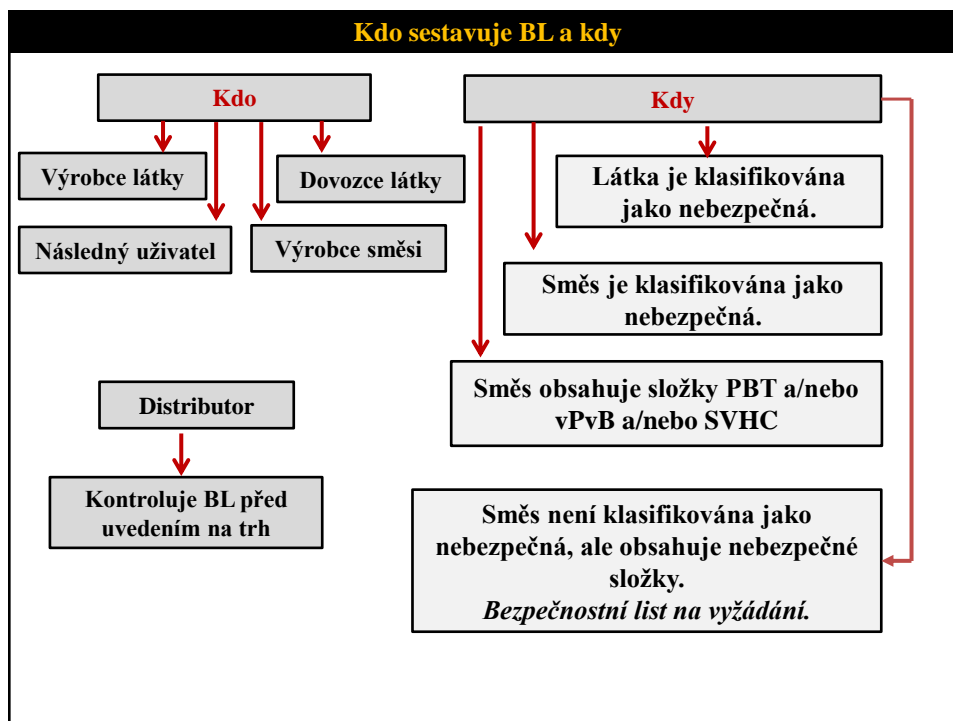 Kdo sestavuje BL a kdy
Kdo
Výrobce látky
Dovozce látky
Následný uživatel
Výrobce směsi
Distributor
Kontroluje BL před
uvedením na trh
Kdy
Látka je klasifikována
jako nebezpečná.
Směs je klasifikována jako
nebezpečná.
Směs obsahuje složky PBT a/nebo
vPvB a/nebo SVHC
Směs není klasifikována jako
nebezpečná, ale obsahuje nebezpečné
složky.
Bezpečnostní list na vyžádání.